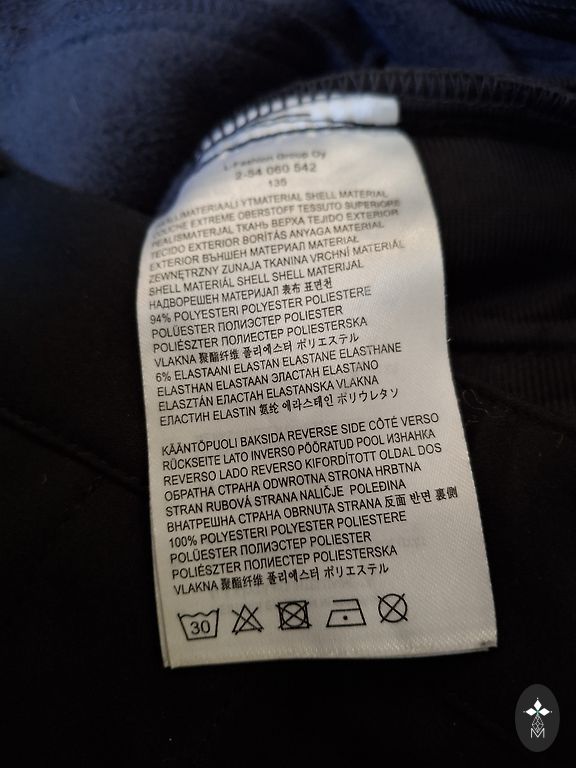 L-Fashion Group Oy
2-54 060 542
135
MATERIAALI YTMATERIAL SHELL MATERIAL
COUCHE EXTREME OBERSTOFF TESSUTO SUPERIORE
REALISMATERJAL ТКАНЬ ВЕРХА TEJIDO EXTERIOR
TECIDO EXTERIOR BORÍTÁS ANYAGA MATERIAL
EXTERIOR ВЪНШЕН МАТЕРИАЛ MATERIAŁ
ZEWNĘTRZNY ZUNAJA TKANINA VRCHNÍ MATERIÁL
SHELL MATERIÁL SHELL SHELL MATERIJAL
НАДВОРЕШЕН МАТЕРИЈАЛ 表布 표면천
94% POLYESTERI POLYESTER POLIESTERE
POLÜESTER ПОЛИЭСТЕР POLIESTER
POLIÉSZTER ПОЛИЕСТЕР POLIESTERSKA
VLAKNA 聚酯纤维 폴리에스터 ポリエステル
6% ELASTAANI ELASTAN ELASTANE ELASTHANE
ELASTHAN ELASTAAN ЭЛАСТАН ELASTANO
ELASZTÁN ЕЛАСТАН ELASTANSKA VLAKNA
ЕЛАСТИН ELASTIN 氨纶 에라스테인 ポリウレタン
KÄÄNTÖPUOLI BAKSIDA REVERSE SIDE CÔTÉ VERSO
RÜCKSEITE LATO INVERSO PÖÖRATUD POOL ИЗНАНКА
REVERSO LADO REVERSO KIFORDÍTOTT OLDAL DOS
ОБРАТНА СТРАНА ODWROTNA STRONA HRBTNA
STRAN RUBOVÁ STRANA NALIČJE POLEĐINA
ВНАТРЕШНА СТРАНА OBRNUTA STRANA 反面 반면 裏側
100% POLYESTERI POLYESTER POLIESTERE
POLÜESTER ПОЛИЭСТЕР POLIESTER
POLIÉSZTER ПОЛИЕСТЕР POLIESTERSKA
VLAKNA 聚酯纤维 폴리에스터 ポリエステル
30
M